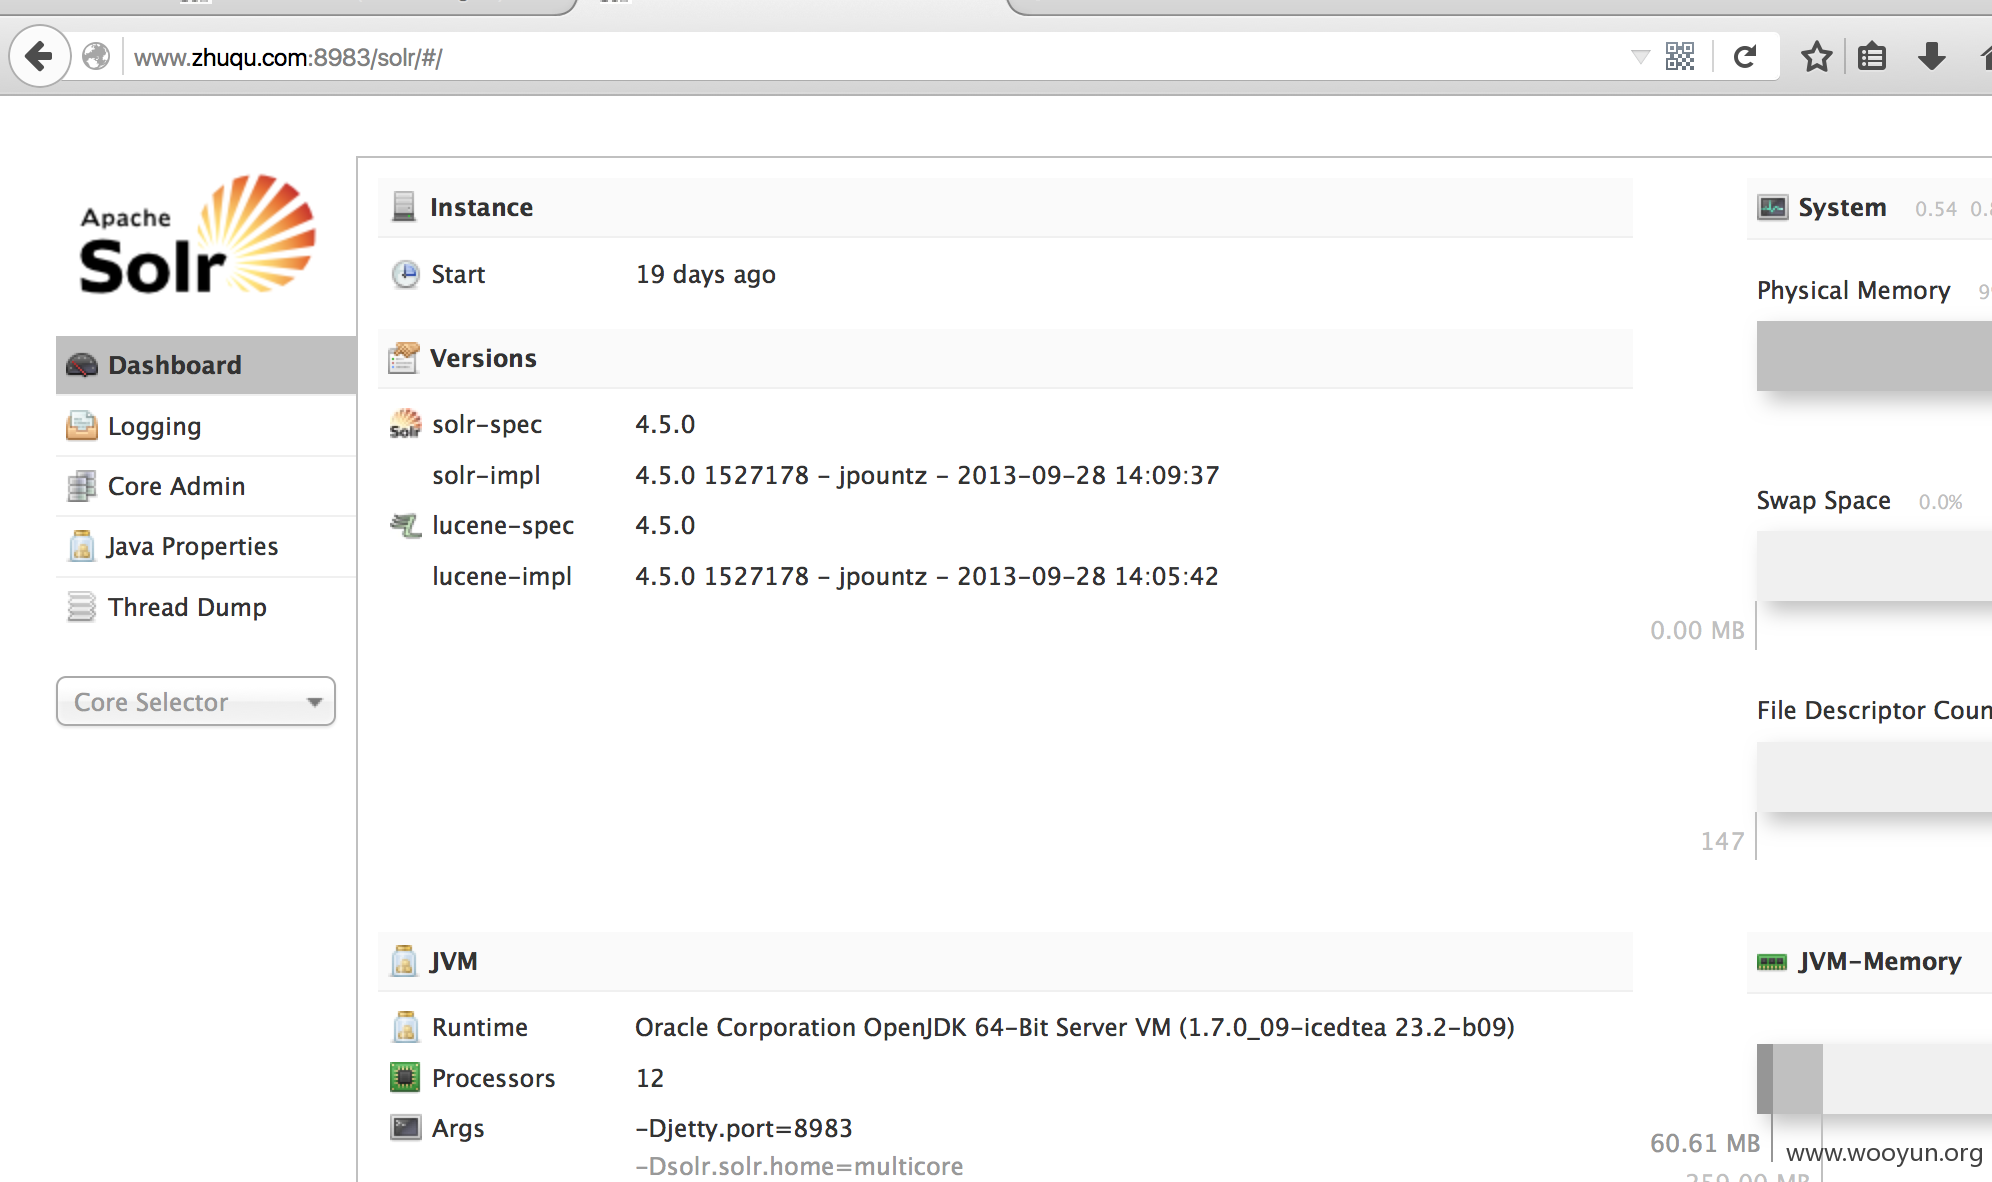 www.zhuqu.com:8983/solr/#/
Apache
Solr
Dashboard
Logging
Core Admin
Java Properties
Thread Dump
Core Selector
Instance
Start 19 days ago
Versions
Solr solr-spec 4.5.0
solr-impl 4.5.0 1527178 - jpountz - 2013-09-28 14:09:37
lucene-spec 4.5.0
lucene-impl 4.5.0 1527178 - jpountz - 2013-09-28 14:05:42
JVM
Runtime Oracle Corporation OpenJDK 64-Bit Server VM (1.7.0_09-icedtea 23.2-b09)
Processors 12
Args -Djetty.port=8983
-Dsolr.solr.home=multicore
System 0.54
Physical Memory
Swap Space 0.0%
0.00 MB
File Descriptor Coun
147
JVM-Memory
60.61 MB
www.wooyun.org